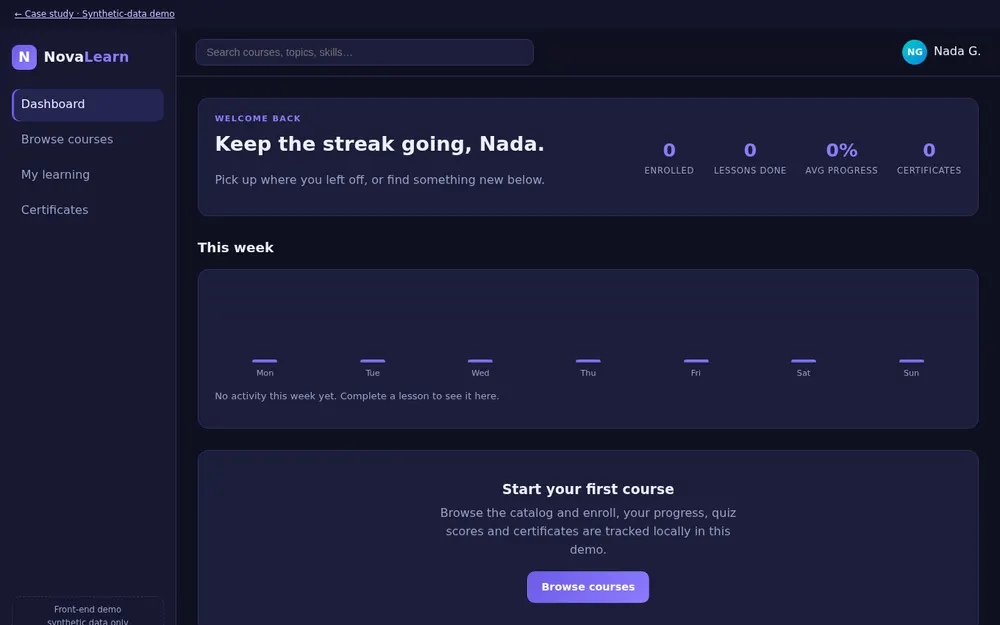 ← Case study · Synthetic-data demo
N NovaLearn
Search courses, topics, skills…
NG Nada G.
Dashboard
Browse courses
My learning
Certificates
WELCOME BACK
Keep the streak going, Nada.
Pick up where you left off, or find something new below.
0 0 0% 0
ENROLLED LESSONS DONE AVG PROGRESS CERTIFICATES
This week
Mon Tue Wed Thu Fri Sat Sun
No activity this week yet. Complete a lesson to see it here.
Start your first course
Browse the catalog and enroll, your progress, quiz
scores and certificates are tracked locally in this
demo.
Browse courses
Front-end demo
synthetic data only